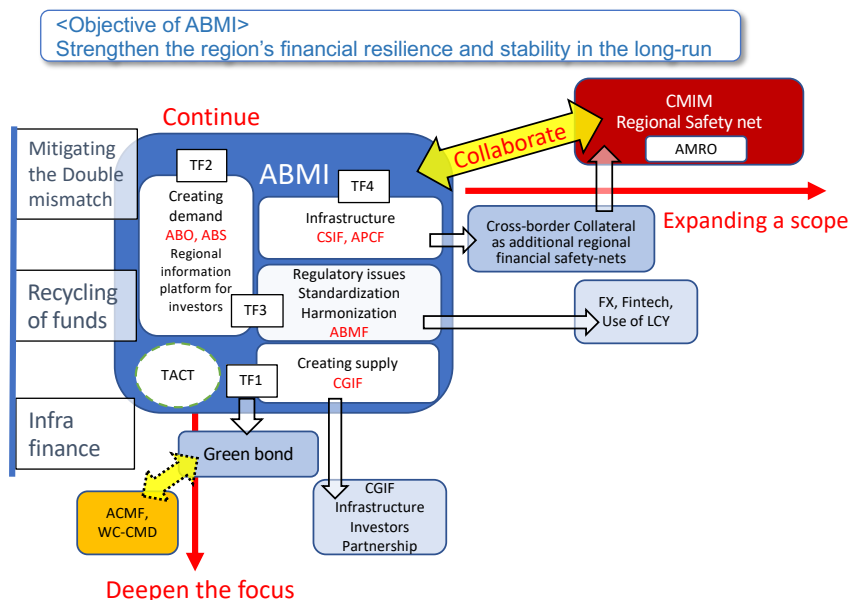 <Objective of ABMI>
Strengthen the region's financial resilience and stability in the long-run
Continue
Collaborate
CMIM
Regional Safety net
AMRO
Mitigating
the Double
mismatch
Recycling
of funds
Infra
finance
ABMI
TF2
Creating
demand
ABO, ABS
Regional
information
platform for
investors
TF4
Infrastructure
CSIF, APCF
TF3
Regulatory issues
Standardization
Harmonization
ABMF
TACT
TF1
Creating supply
CGIF
Expanding a scope
Cross-border Collateral
as additional regional
financial safety-nets
FX, Fintech,
Use of LCY
Green bond
ACMF,
WC-CMD
CGIF
Infrastructure
Investors
Partnership
Deepen the focus